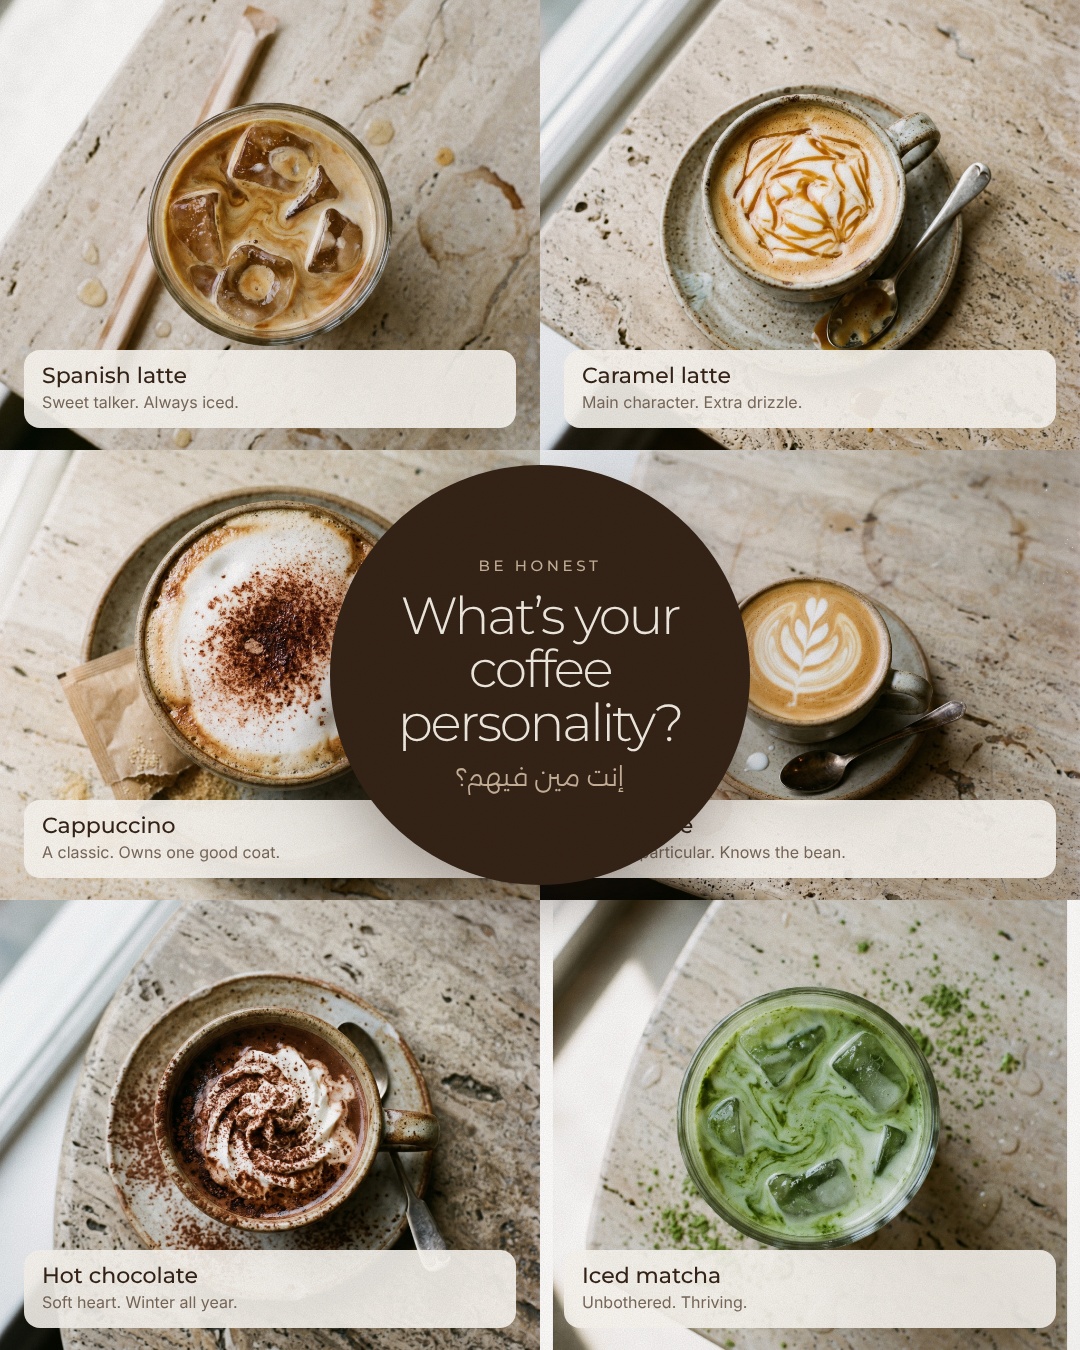 Spanish latte
Sweet talker. Always iced.
Caramel latte
Main character. Extra drizzle.
BE HONEST
What's your
coffee
personality?
إنت مين فيهم؟
Cappuccino
A classic. Owns one good coat.
particular. Knows the bean.
Hot chocolate
Soft heart. Winter all year.
Iced matcha
Unbothered. Thriving.